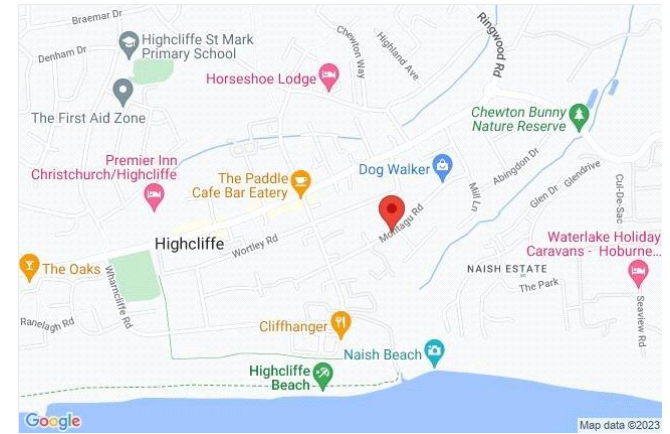 Braemar Dr
Denham Dr
Highcliffe St Mark
Primary School
The First Aid Zone
Horseshoe Lodge
Chewton Way
Highland Ave
Ringwood Rd
Chewton Bunny
Nature Reserve
Premier Inn
Christchurch/Highcliffe
The Paddle
Cafe Bar Eatery
Dog Walker
Mill Ln
Abingdon Dr
Glen Dr
Glendrive
Cul-De-Sac
Montagu Rd
Highcliffe
Wortley Rd
Waterlake Holiday
Caravans - Hoburne...
The Oaks
Wharncliffe Rd
NAISH ESTATE
The Park
Seaview Rd
Ranelagh Rd
Cliffhanger
Naish Beach
Highcliffe
Beach
Google
Map data ©2023